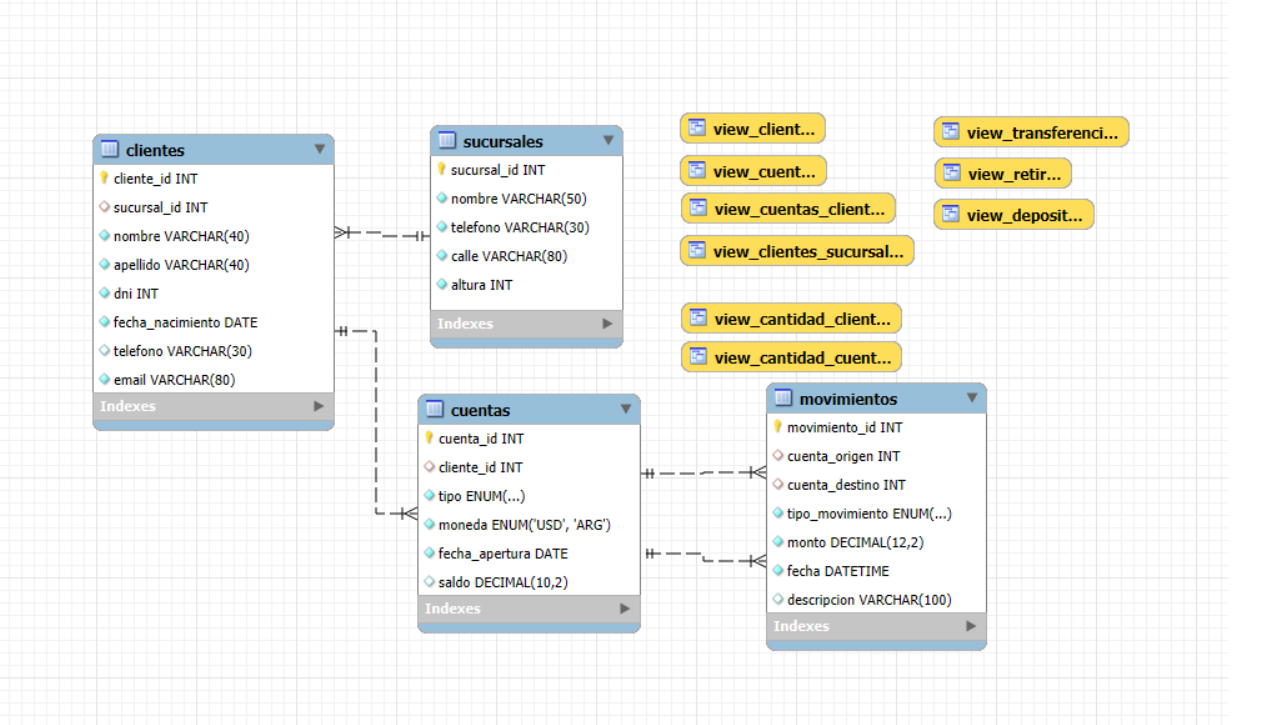 clientes
cliente_id INT
sucursal_id INT
nombre VARCHAR(40)
apellido VARCHAR(40)
dni INT
fecha_nacimiento DATE
telefono VARCHAR(30)
email VARCHAR(80)
Indexes
sucursales
sucursal_id INT
nombre VARCHAR(50)
telefono VARCHAR(30)
calle VARCHAR(80)
altura INT
Indexes
view_client...
view_cuent...
view_cuentas_client...
view_clientes_sucursal...
view_cantidad_client...
view_cantidad_cuent...
view_transferenci...
view_retir...
view_deposit...
cuentas
cuenta_id INT
cliente_id INT
tipo ENUM(...)
moneda ENUM('USD', 'ARG')
fecha_apertura DATE
saldo DECIMAL(10,2)
Indexes
movimientos
movimiento_id INT
cuenta_origen INT
cuenta_destino INT
tipo_movimiento ENUM(...)
monto DECIMAL(12,2)
fecha DATETIME
descripcion VARCHAR(100)
Indexes